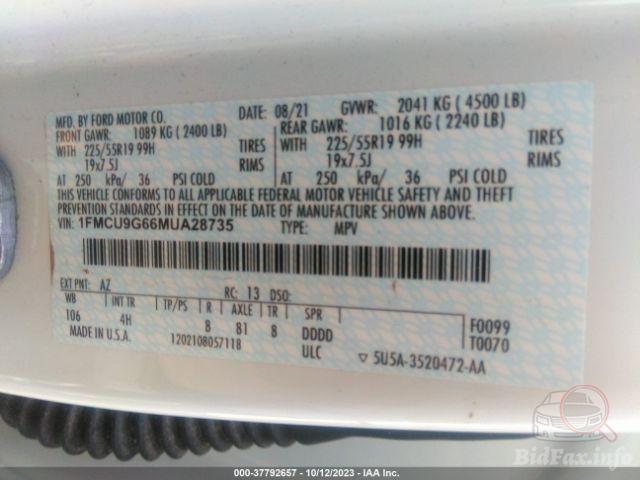 MFD. BY FORD MOTOR CO.
DATE: 08/21 GVWR: 2041 KG ( 4500 LB)
FRONT GAWR: 1089 KG ( 2400 LB)
REAR GAWR: 1016 KG ( 2240 LB)
WITH 225/55R19 99H TIRES
WITH 225/55R19 99H TIRES
19x7.5J RIMS
19x7.5J RIMS
AT 250 kPa/ 36 PSI COLD
AT 250 kPa/ 36 PSI COLD
THIS VEHICLE CONFORMS TO ALL APPLICABLE FEDERAL MOTOR VEHICLE SAFETY AND THEFT
PREVENTION STANDARDS IN EFFECT ON THE DATE OF MANUFACTURE SHOWN ABOVE.
VIN: 1FMCU9G66MUA28735 TYPE: MPV
EXT PNT: AZ RC: 13 DSO:
WB INT TR TP/PS R AXLE TR SPR
106 4H 8 81 8 DDDD
F0099
T0070
MADE IN U.S.A. 1202108057118 ULC
▽ 5U5A-3520472-AA
BidFax.info
000-37792657 - 10/12/2023 - IAA Inc.